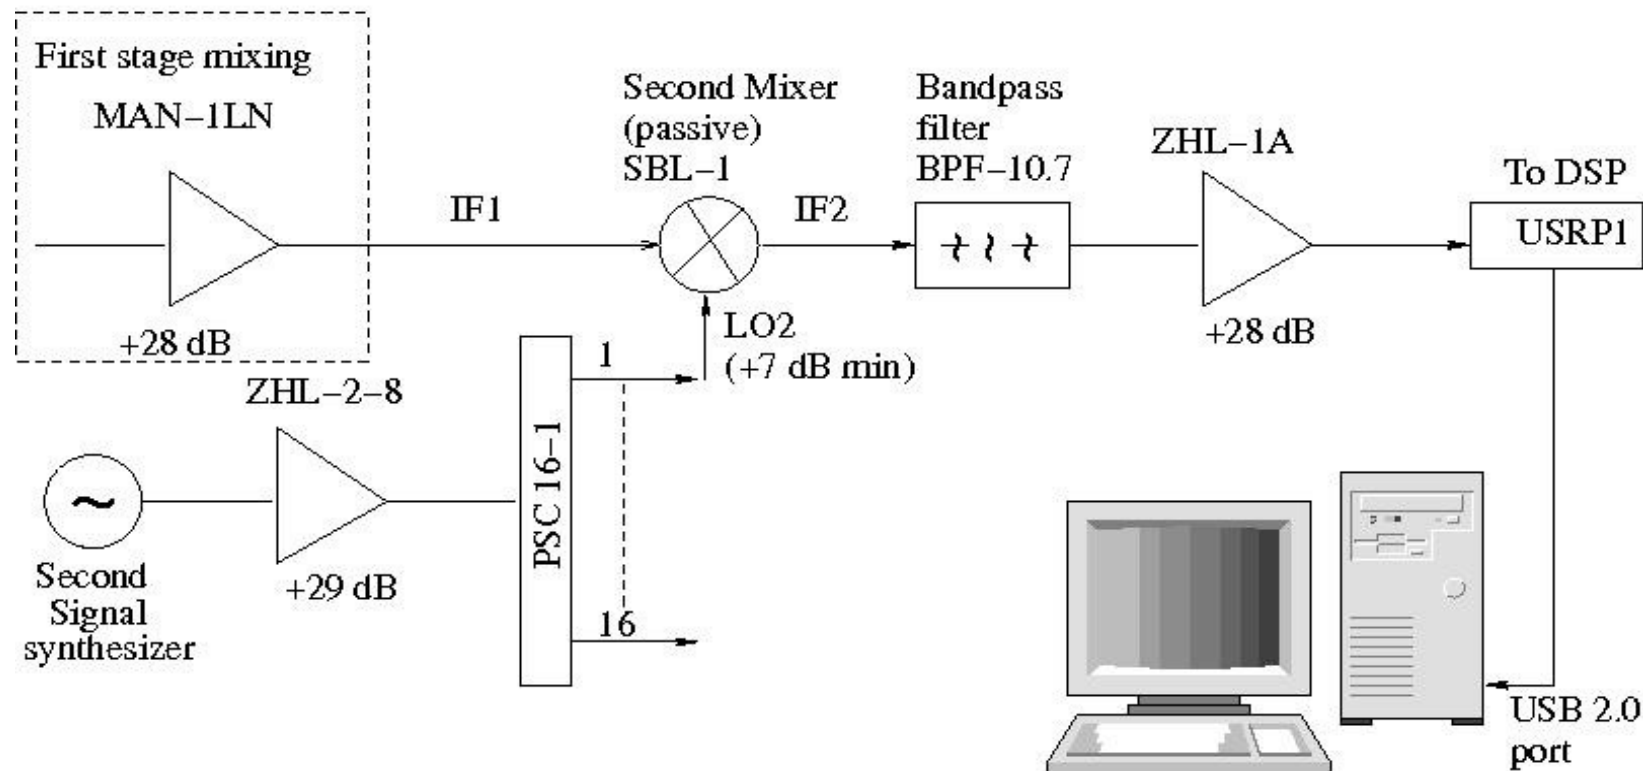 First stage mixing
MAN−1LN
+28 dB
IF1
Second Mixer
(passive)
SBL−1
IF2
Bandpass
filter
BPF−10.7
ZHL−1A
+28 dB
To DSP
USRP1
LO2
(+7 dB min)
ZHL−2−8
+29 dB
Second
Signal
synthesizer
PSC 16−1
1
16
USB 2.0
port